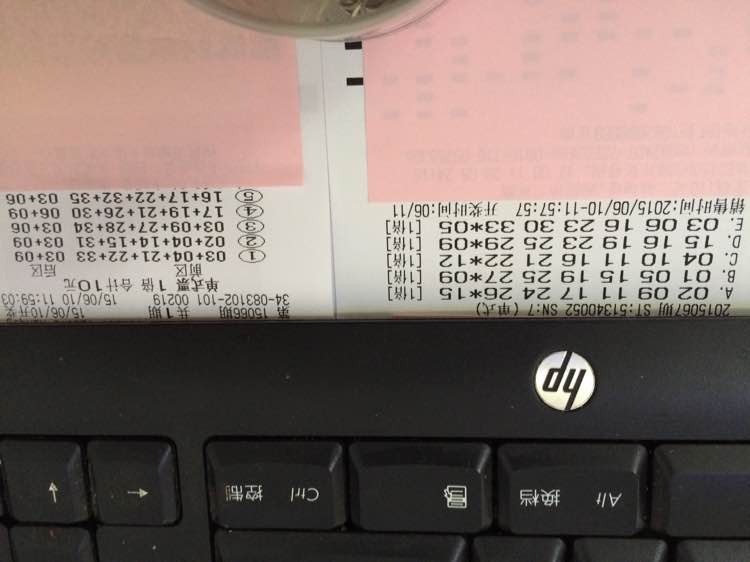 Alt 换档
Ctrl 控制
hp
2015067期 ST:51340052 SN:7 (单式)
A. 02 09 11 17 24 26*15 [1倍]
B. 01 05 15 19 25 27*09 [1倍]
C. 04 10 11 16 21 22*12 [1倍]
D. 15 16 19 23 25 29*09 [1倍]
E. 03 06 16 23 30 33*05 [1倍]
销售时间:2015/06/10-11:57:57 开奖时间:06/11
第 15066期 共1期 15/06/10开奖
34-083102-101 00219 15/06/10 11:59:03
单式票 1倍 合计10元
前区 后区
① 03+04+21+22+33 03+09
② 02+04+14+15+31 03+09
③ 03+09+27+28+34 03+06
④ 17+19+21+26+30 06+09
⑤ 16+17+22+32+35 03+06